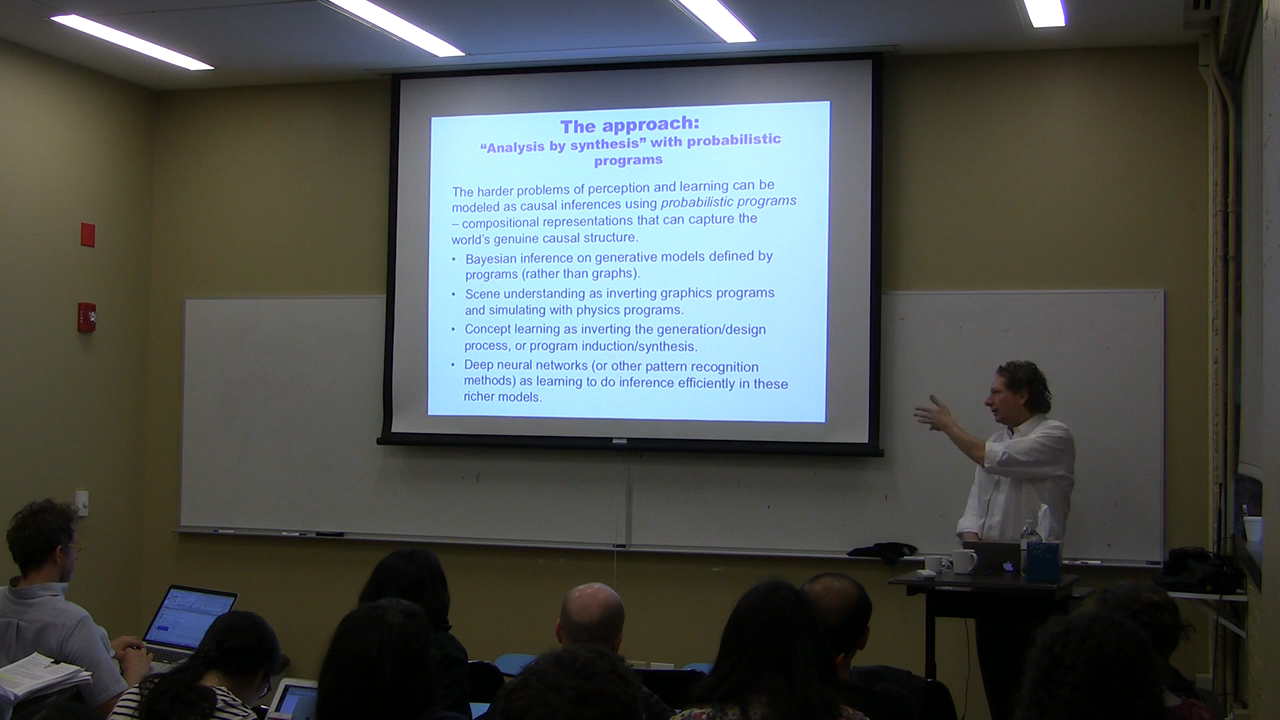 The approach:
“Analysis by synthesis” with probabilistic
programs
The harder problems of perception and learning can be
modeled as causal inferences using probabilistic programs
– compositional representations that can capture the
world’s genuine causal structure.
• Bayesian inference on generative models defined by
programs (rather than graphs).
• Scene understanding as inverting graphics programs
and simulating with physics programs.
• Concept learning as inverting the generation/design
process, or program induction/synthesis.
• Deep neural networks (or other pattern recognition
methods) as learning to do inference efficiently in these
richer models.